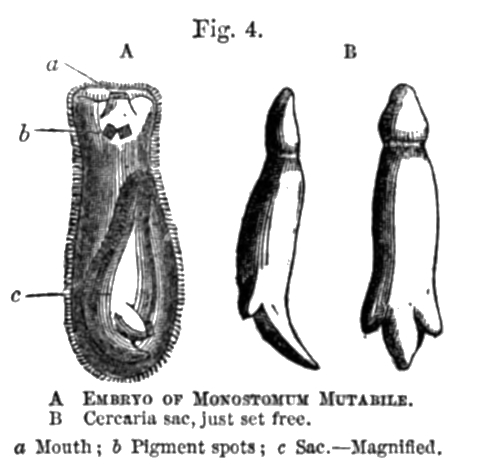 Fig. 4.
A B
a
b
c
A EMBRYO OF MONOSTOMUM MUTABILE.
B Cercaria sac, just set free.
a Mouth; b Pigment spots; c Sac.—Magnified.